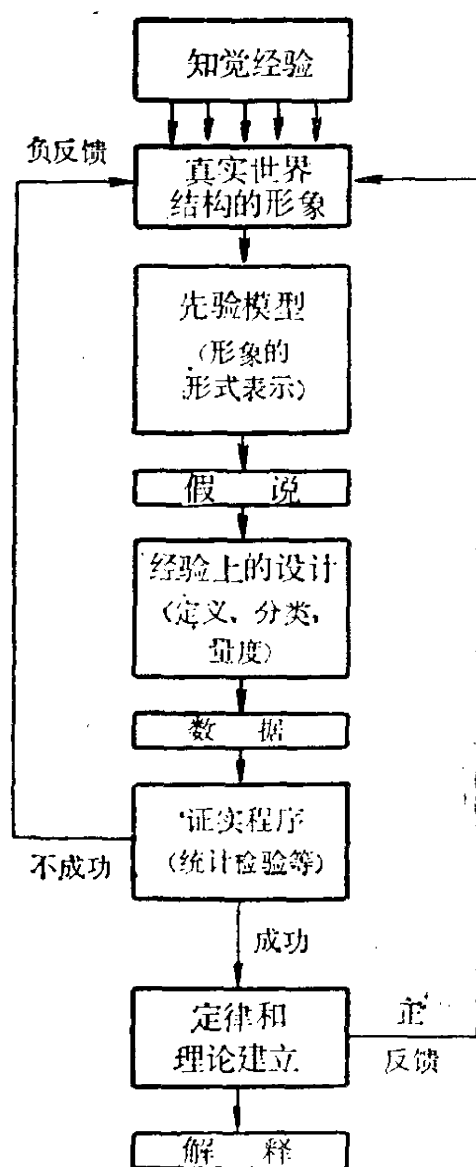 知觉经验
负反馈
真实世界
结构的形象
先验模型
（形象的
形式表示）
假 说
经验上的设计
（定义、分类，
量度）
数 据
证实程序
（统计检验等）
不成功
成功
定律和
理论建立
正
反馈
解 释